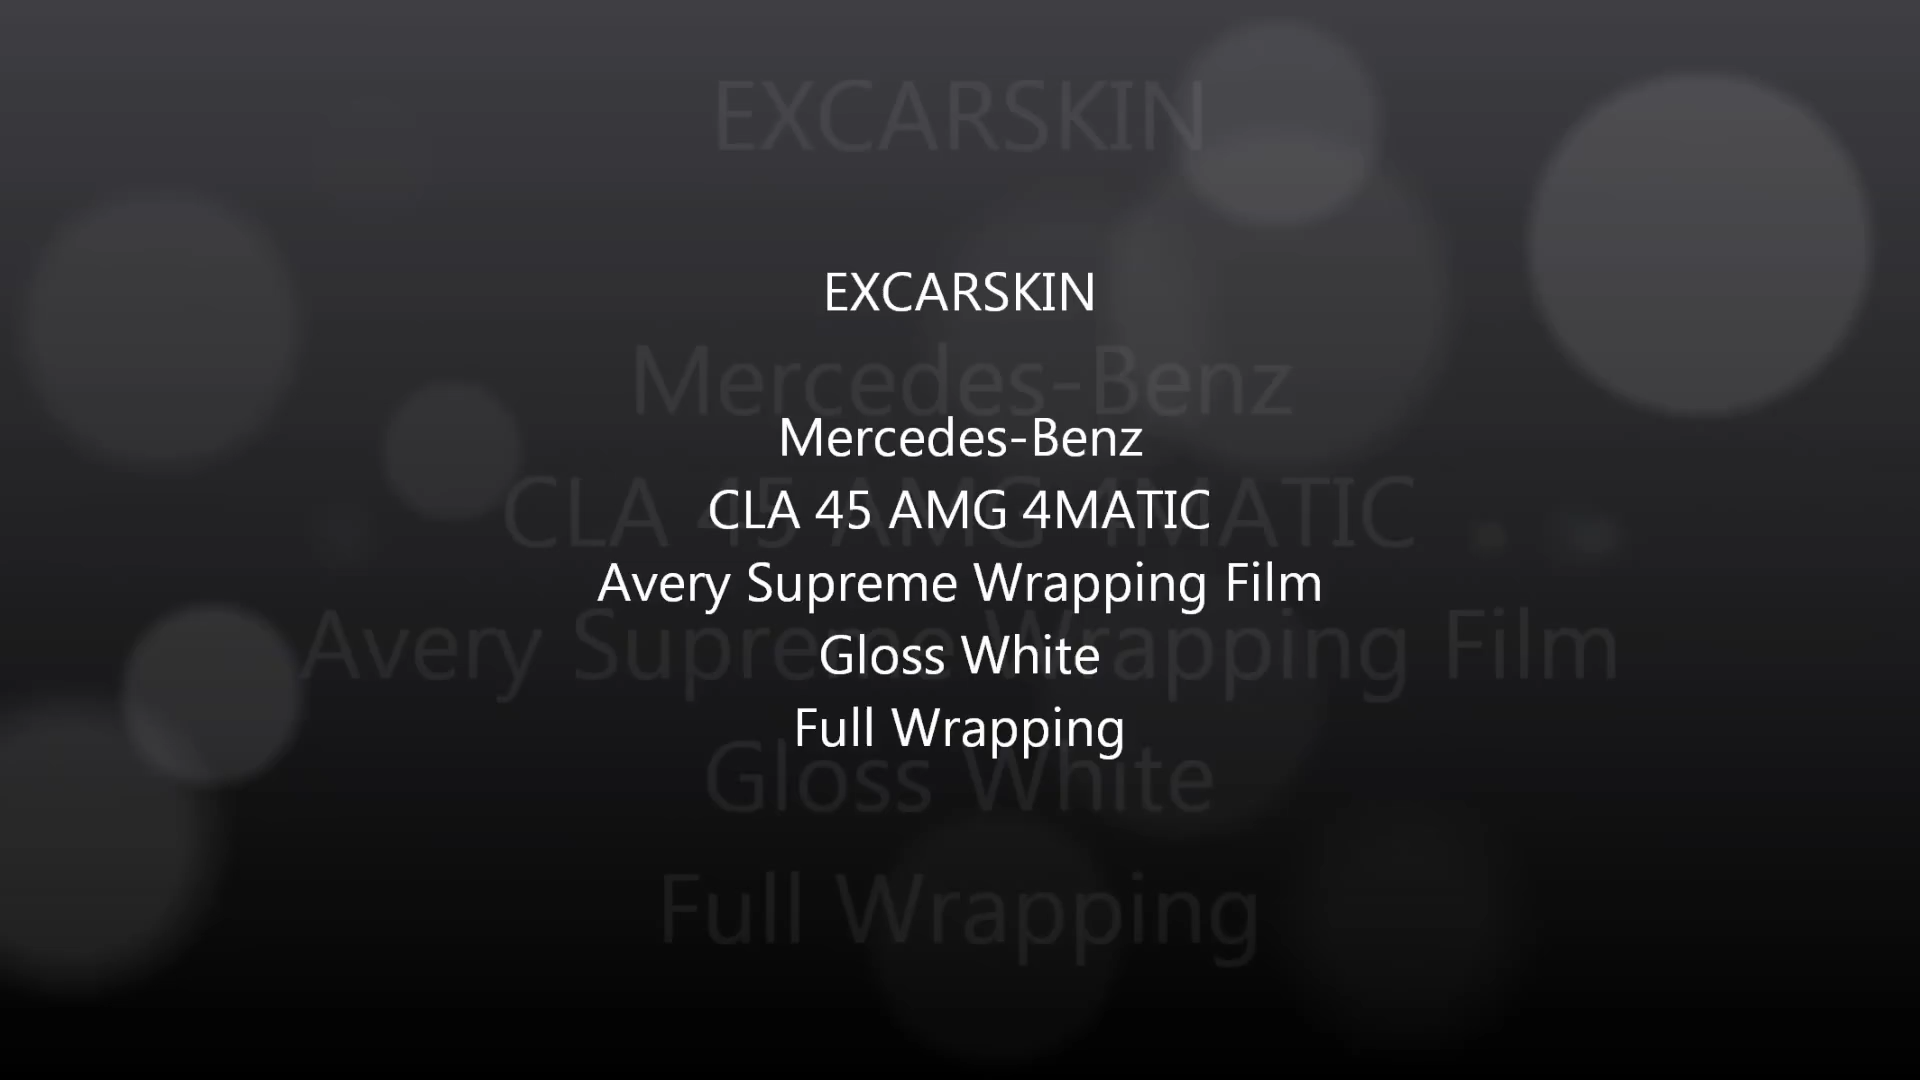 EXCARSKIN
Mercedes-Benz
CLA 45 AMG 4MATIC
Avery Supreme Wrapping Film
Gloss White
Full Wrapping